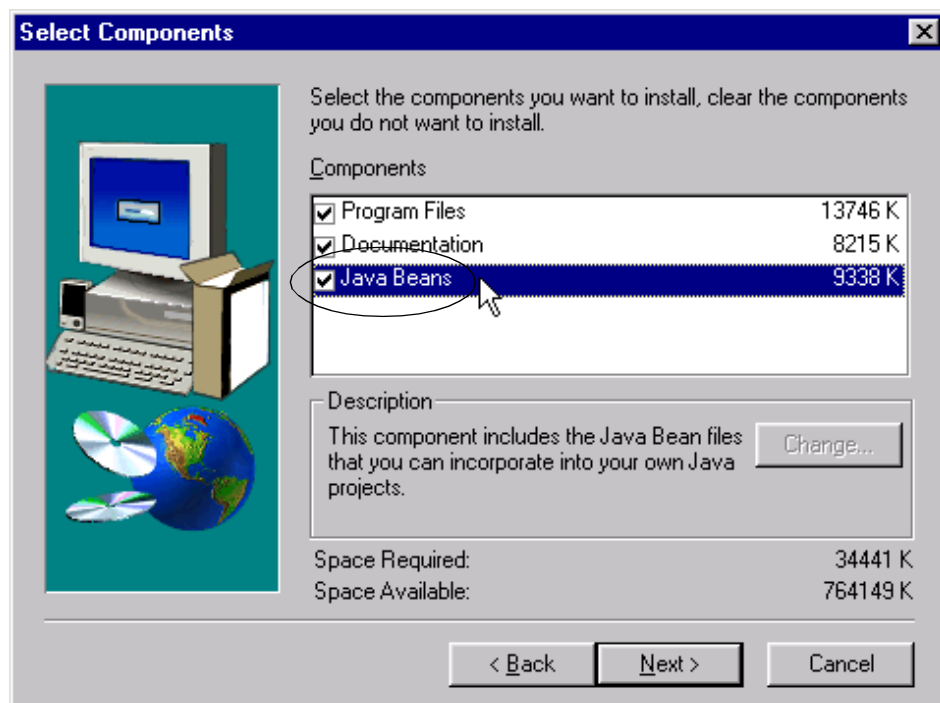 Select Components
Select the components you want to install, clear the components
you do not want to install.
Components
Program Files 13746 K
Documentation 8215 K
Java Beans 9338 K
Description
This component includes the Java Bean files
that you can incorporate into your own Java
projects.
Change...
Space Required: 34441 K
Space Available: 764149 K
< Back Next > Cancel